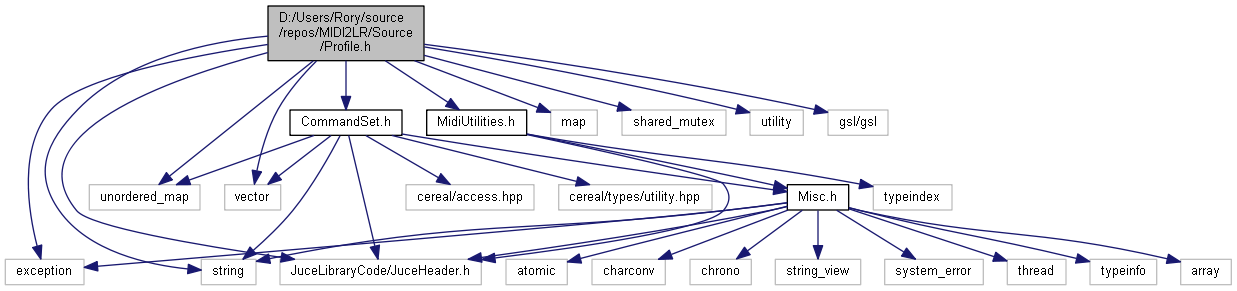 D:/Users/Rory/source
/repos/MIDI2LR/Source
/Profile.h
CommandSet.h
MidiUtilities.h
map
shared_mutex
utility
gsl/gsl
unordered_map
vector
cereal/access.hpp
cereal/types/utility.hpp
Misc.h
typeindex
exception
string
JuceLibraryCode/JuceHeader.h
atomic
charconv
chrono
string_view
system_error
thread
typeinfo
array